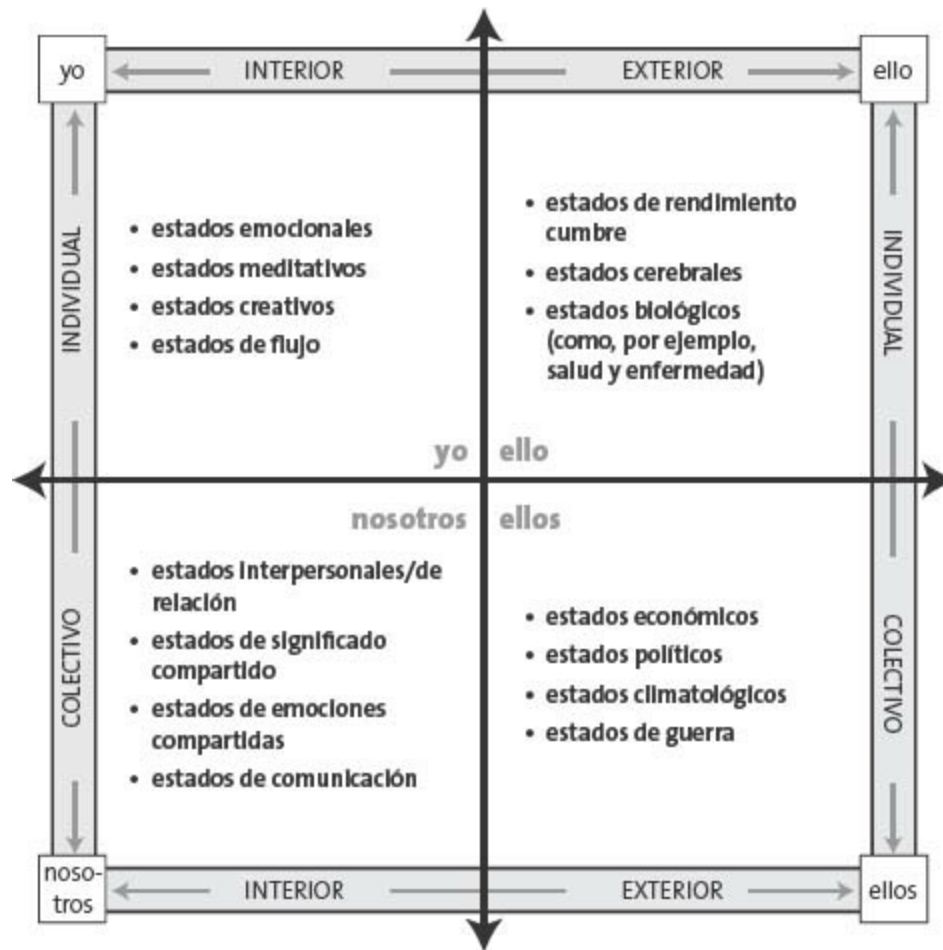 yo
INTERIOR
EXTERIOR
ello
INDIVIDUAL
INDIVIDUAL
• estados emocionales
• estados meditativos
• estados creativos
• estados de flujo
• estados de rendimiento
cumbre
• estados cerebrales
• estados biológicos
(como, por ejemplo,
salud y enfermedad)
yo
ello
nosotros
ellos
COLECTIVO
COLECTIVO
• estados interpersonales/de
relación
• estados de significado
compartido
• estados de emociones
compartidas
• estados de comunicación
• estados económicos
• estados políticos
• estados climatológicos
• estados de guerra
noso-
tros
INTERIOR
EXTERIOR
ellos